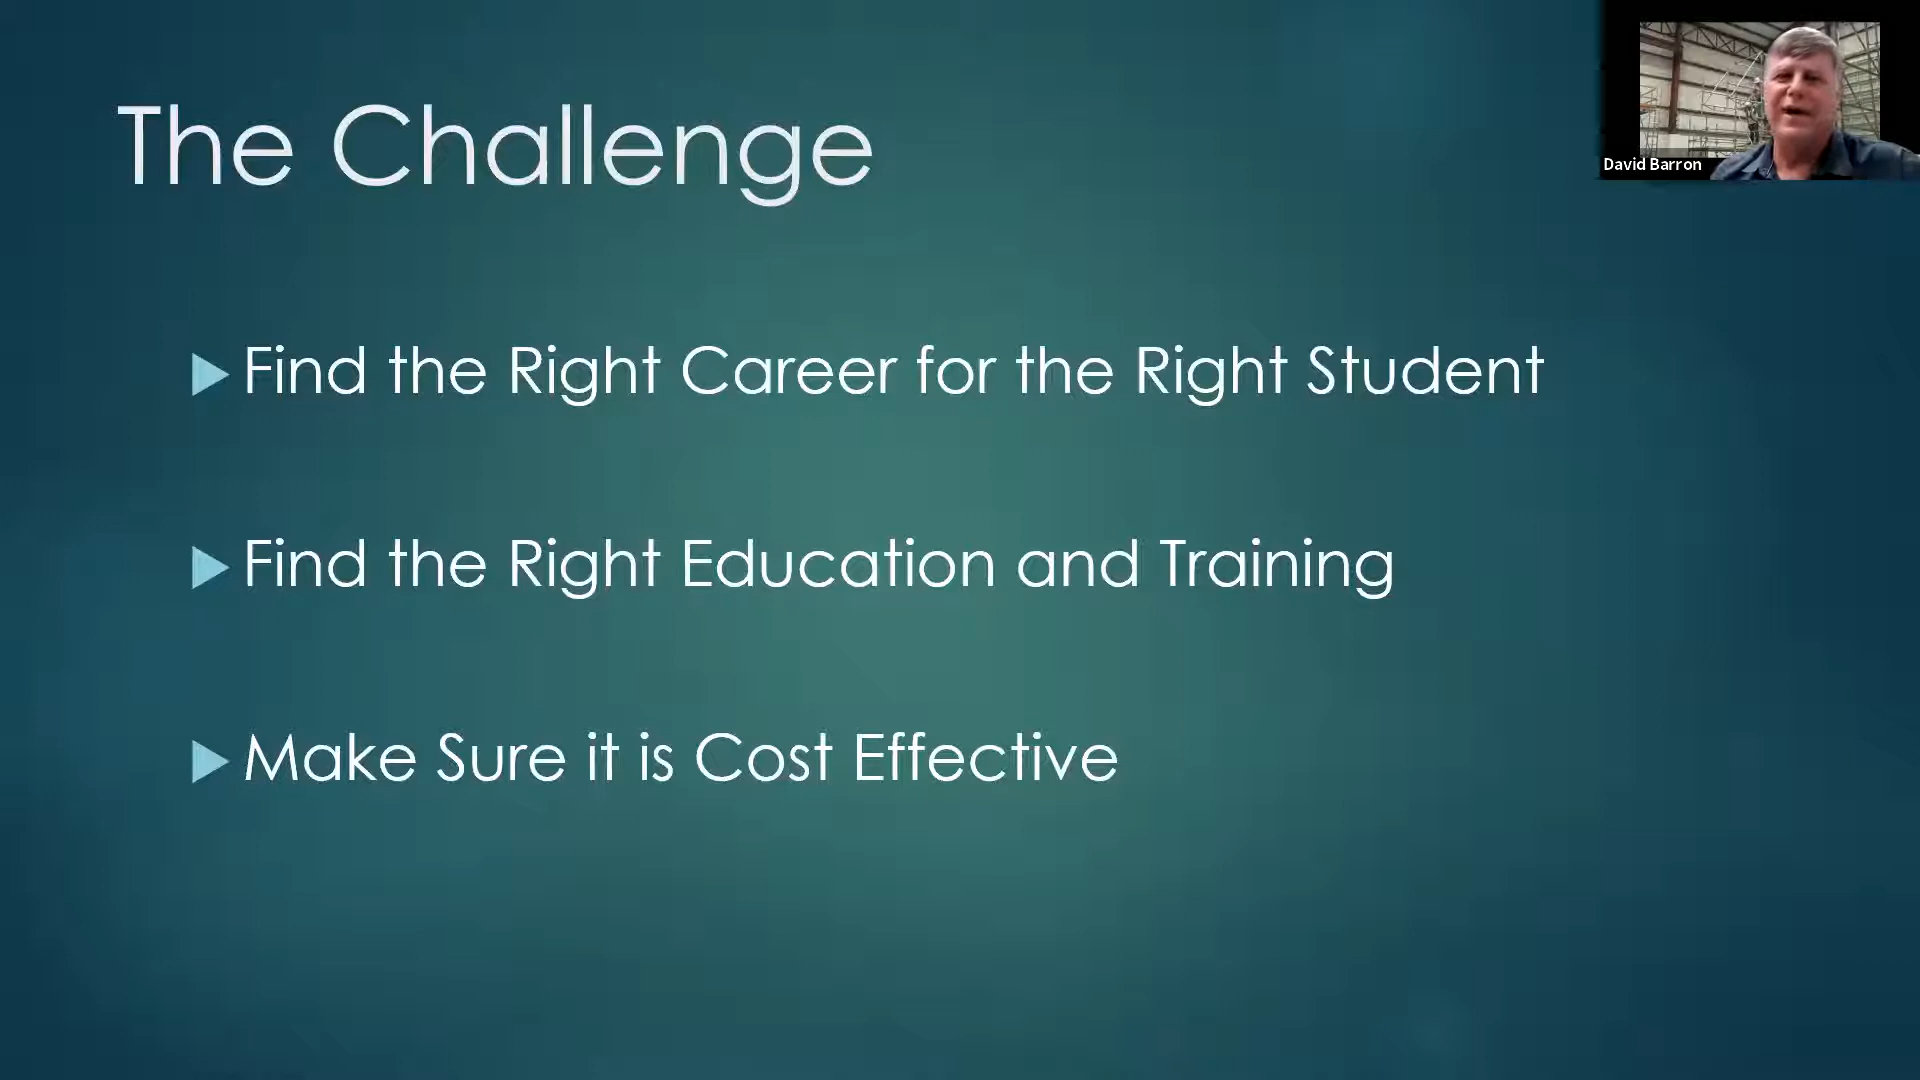 The Challenge
David Barron
Find the Right Career for the Right Student
Find the Right Education and Training
Make Sure it is Cost Effective